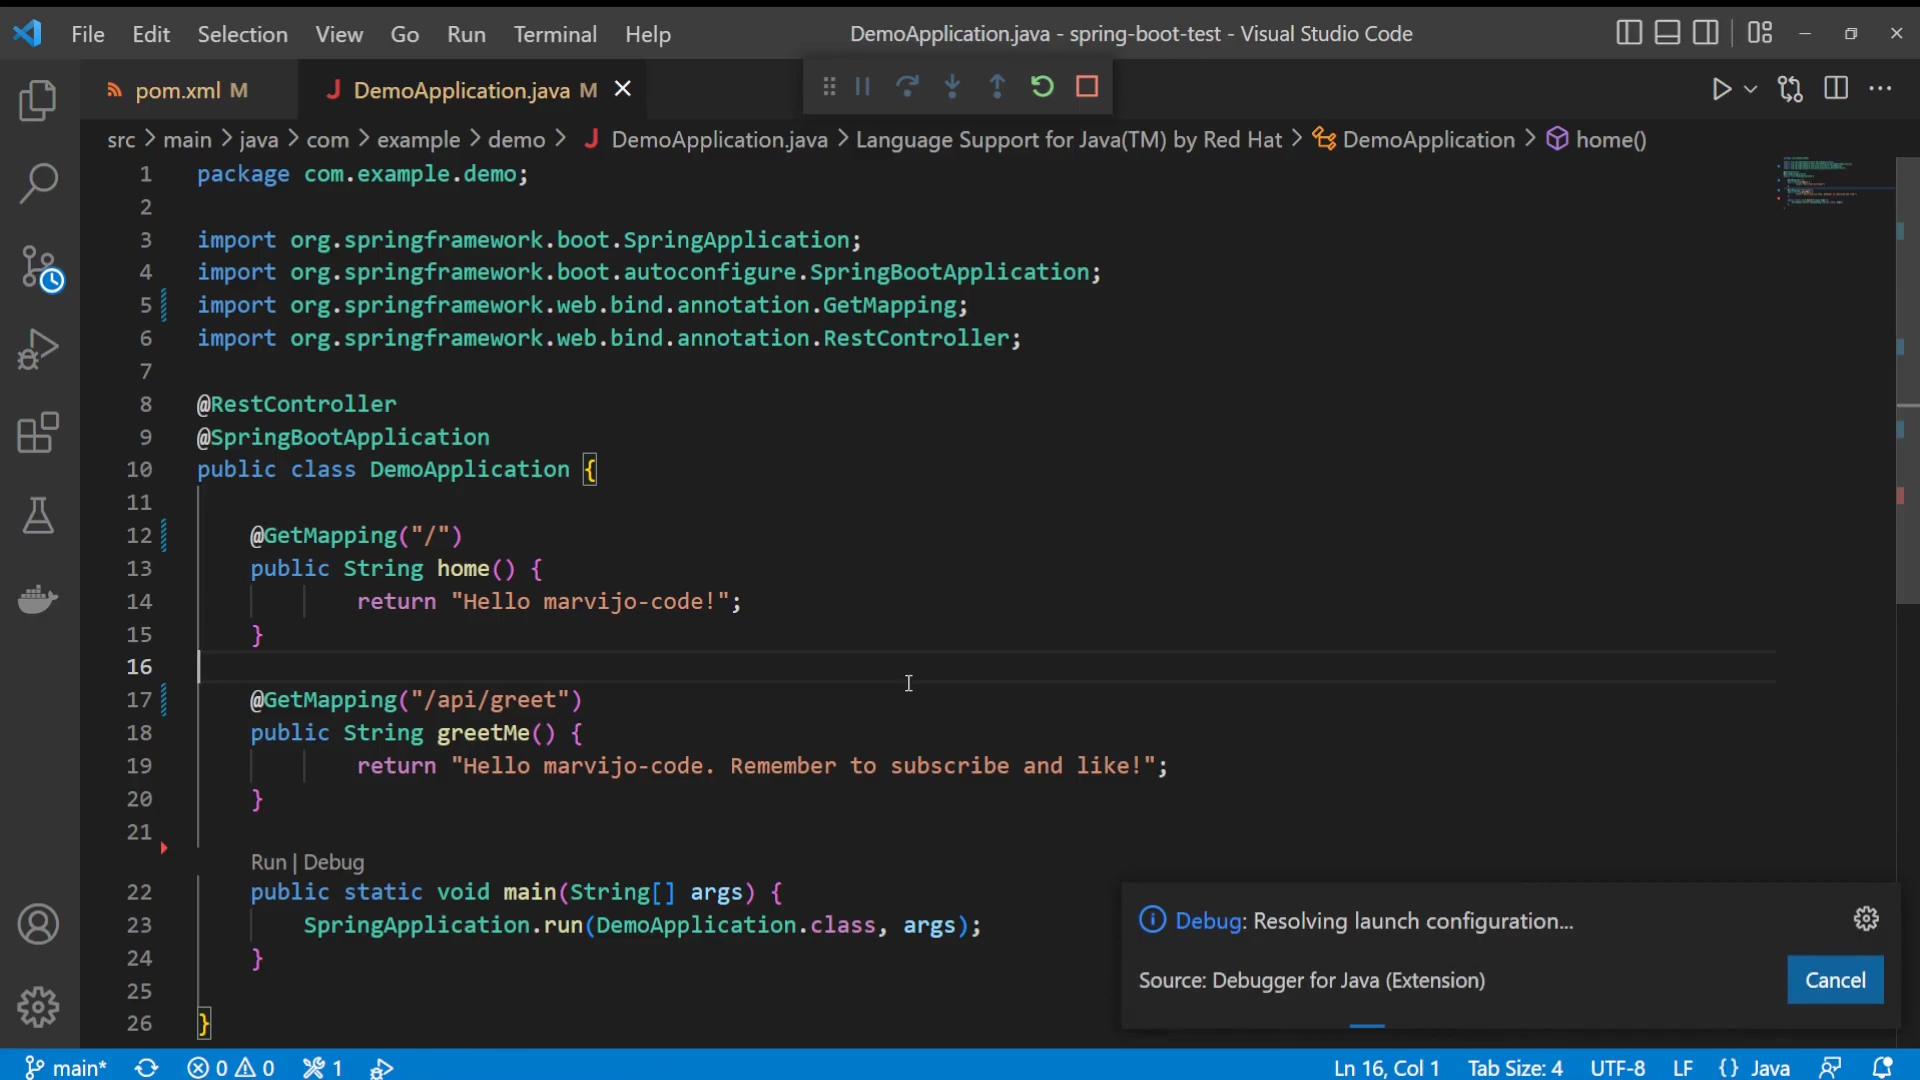 File Edit Selection View Go Run Terminal Help DemoApplication.java - spring-boot-test - Visual Studio Code
pom.xml M DemoApplication.java M
src > main > java > com > example > demo > DemoApplication.java > Language Support for Java(TM) by Red Hat > DemoApplication > home()
1 package com.example.demo;
2
3 import org.springframework.boot.SpringApplication;
4 import org.springframework.boot.autoconfigure.SpringBootApplication;
5 import org.springframework.web.bind.annotation.GetMapping;
6 import org.springframework.web.bind.annotation.RestController;
7
8 @RestController
9 @SpringBootApplication
10 public class DemoApplication {
11
12 @GetMapping("/")
13 public String home() {
14 return "Hello marvijo-code!";
15 }
16
17 @GetMapping("/api/greet")
18 public String greetMe() {
19 return "Hello marvijo-code. Remember to subscribe and like!";
20 }
21
Run | Debug
22 public static void main(String[] args) {
23 SpringApplication.run(DemoApplication.class, args);
24 }
25
26 }
Debug: Resolving launch configuration...
Source: Debugger for Java (Extension) Cancel
main* 0 0 1 Ln 16, Col 1 Tab Size: 4 UTF-8 LF {} Java